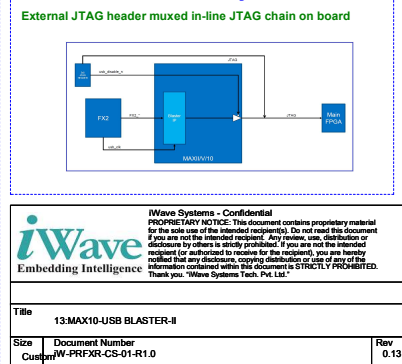 External JTAG header muxed in-line JTAG chain on board
JTAG
usb_disable_n
FX2
FX2_*
Blaster
IP
JTAG
Main
FPGA
usb_clk
MAXII/V/10
iWave Systems - Confidential
PROPRIETARY NOTICE: This document contains proprietary material
for the sole use of the intended recipient(s). Do not read this document
if you are not the intended recipient. Any review, use, distribution or
disclosure by others is strictly prohibited. If you are not the intended
recipient (or authorized to receive for the recipient), you are hereby
notified that any disclosure, copying distribution or use of any of the
information contained within this document is STRICTLY PROHIBITED.
Thank you. "iWave Systems Tech. Pvt. Ltd."
iWave
Embedding Intelligence
Title
13:MAX10-USB BLASTER-II
Size Document Number Rev
Custom iW-PRFXR-CS-01-R1.0 0.13